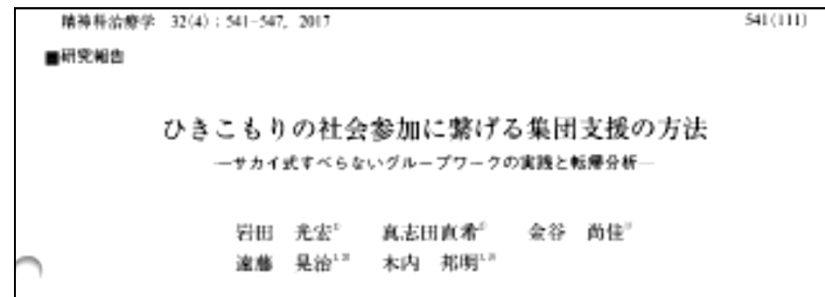 精神科治療学 32(4):541-547, 2017 541(111)
■研究報告
ひきこもりの社会参加に繋げる集団支援の方法
―サカイ式すべらないグループワークの実践と転帰分析―
岩田 光宏 真志田直希 金谷 尚佳
遠藤 晃治 木内 邦明